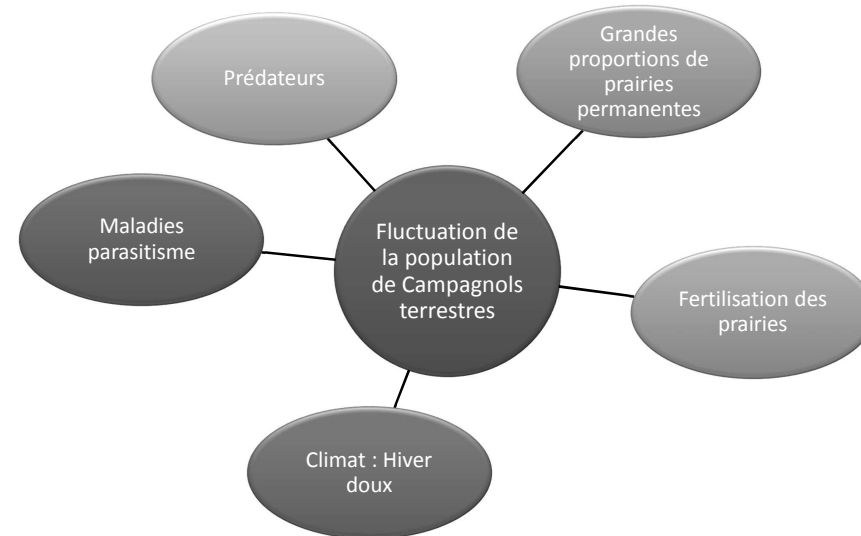 Prédateurs
Grandes
proportions de
prairies
permanentes
Maladies
parasitisme
Fluctuation de
la population
de Campagnols
terrestres
Fertilisation des
prairies
Climat : Hiver
doux